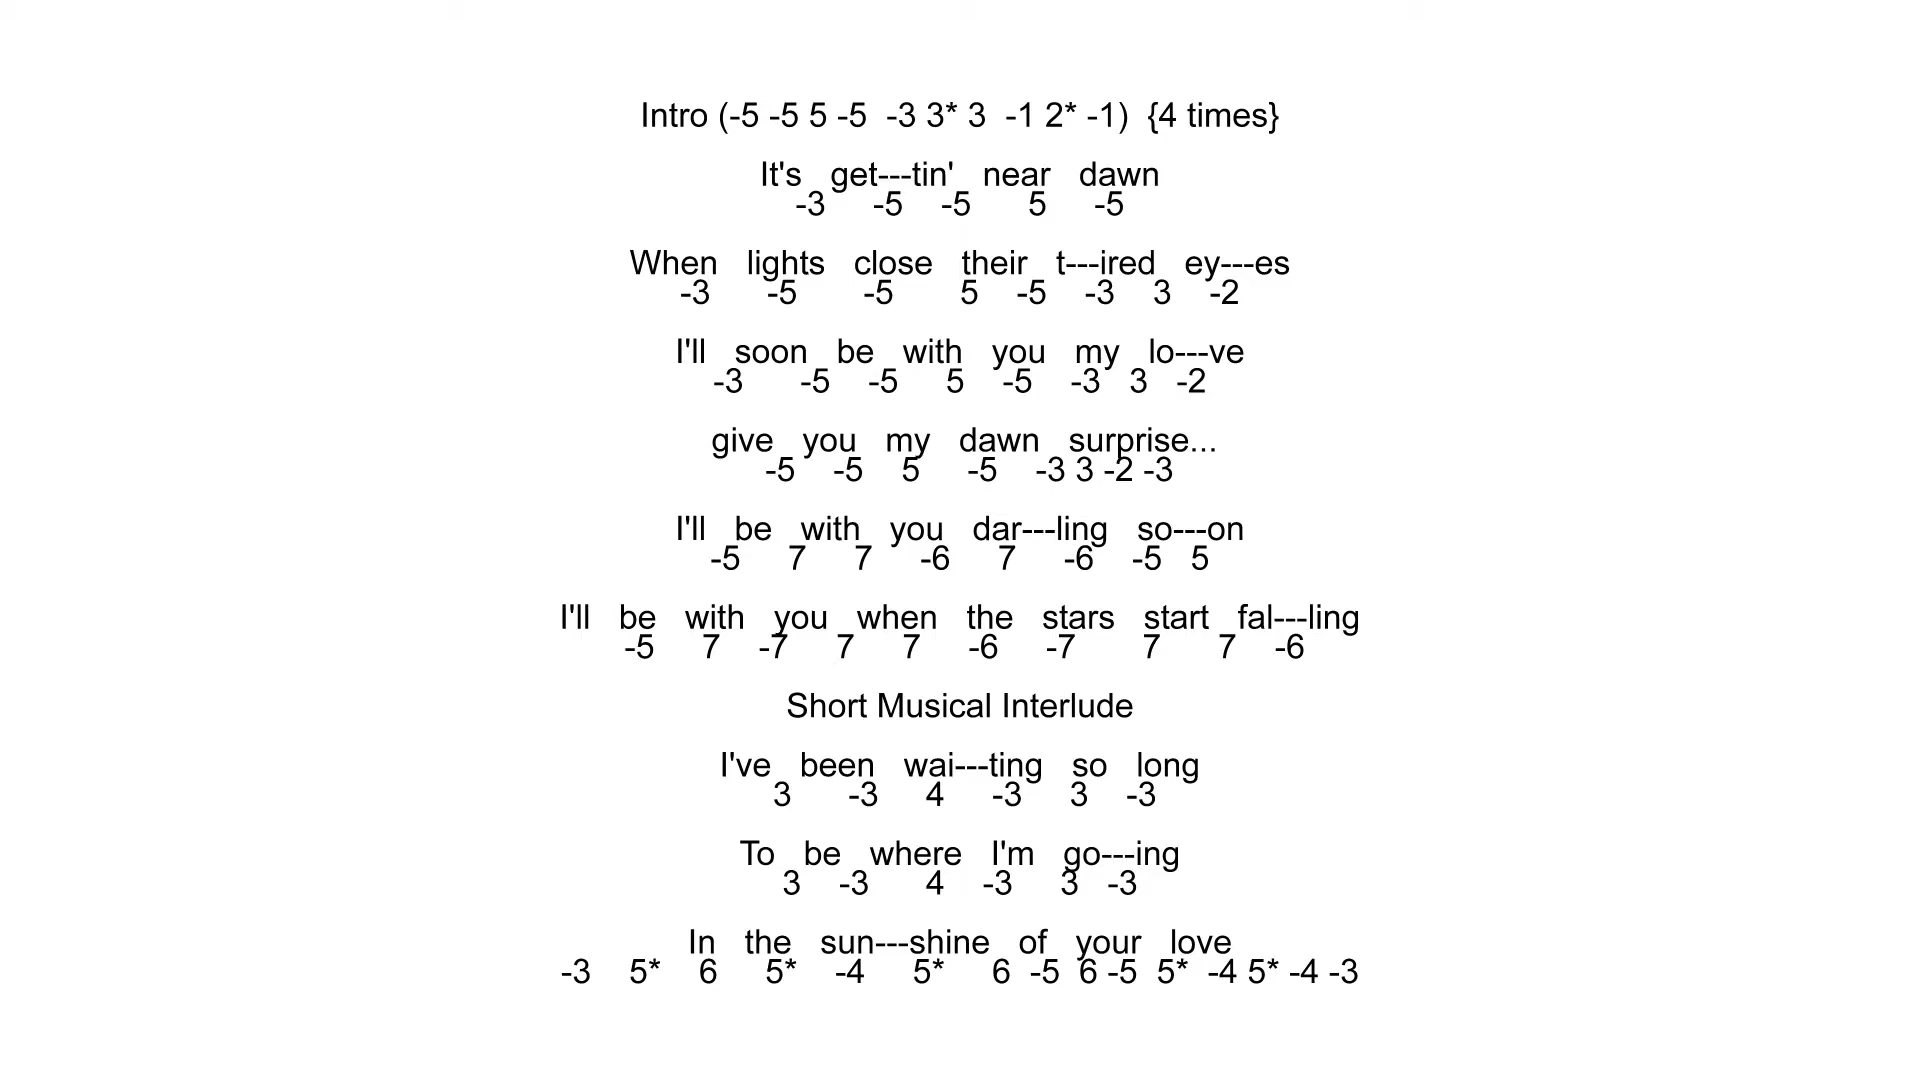 Intro (-5 -5 5 -5  -3 3* 3  -1 2* -1)  {4 times}
It's   get---tin'   near   dawn
-3     -5    -5      5     -5
When   lights   close   their   t---ired   ey---es
-3      -5       -5       5    -5    -3    3    -2
I'll   soon   be   with   you   my   lo---ve
-3      -5    -5     5    -5    -3   3   -2
give   you   my   dawn   surprise...
-5    -5    5     -5    -3 3 -2 -3
I'll   be   with   you   dar---ling   so---on
-5     7     7     -6     7     -6    -5   5
I'll   be   with   you   when   the   stars   start   fal---ling
-5     7    -7     7     7     -6     -7       7      7    -6
Short Musical Interlude
I've   been   wai---ting   so   long
3      -3     4     -3     3    -3
To   be   where   I'm   go---ing
3    -3      4    -3     3   -3
In   the   sun---shine   of   your   love
-3    5*    6     5*    -4     5*     6  -5  6 -5  5*  -4 5* -4 -3